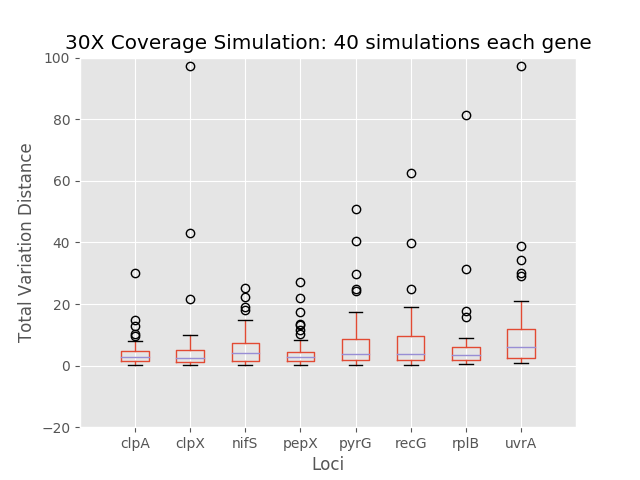 30X Coverage Simulation: 40 simulations each gene
Total Variation Distance
100
80
60
40
20
0
−20
clpA clpX nifS pepX pyrG recG rplB uvrA
Loci